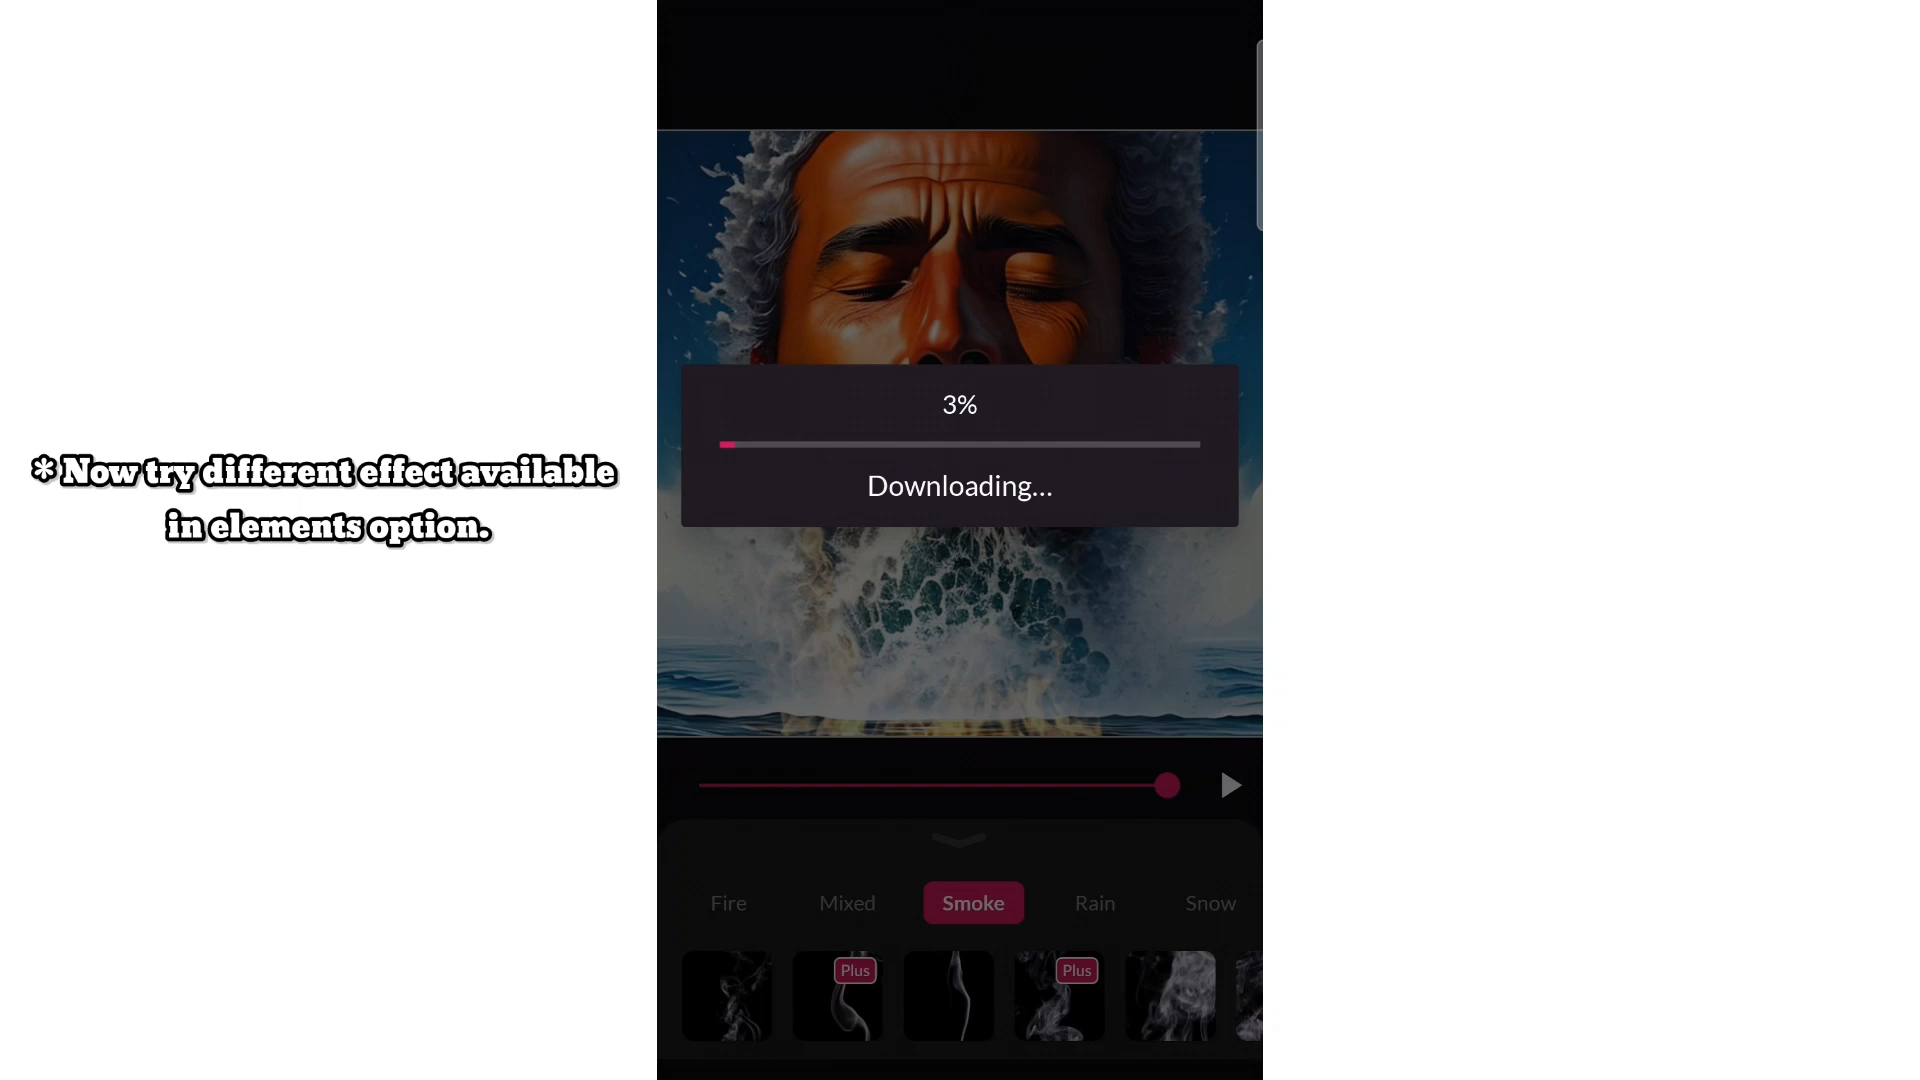 * Now try different effect available
in elements option.
3%
Downloading...
Fire Mixed Smoke Rain Snow
Plus Plus